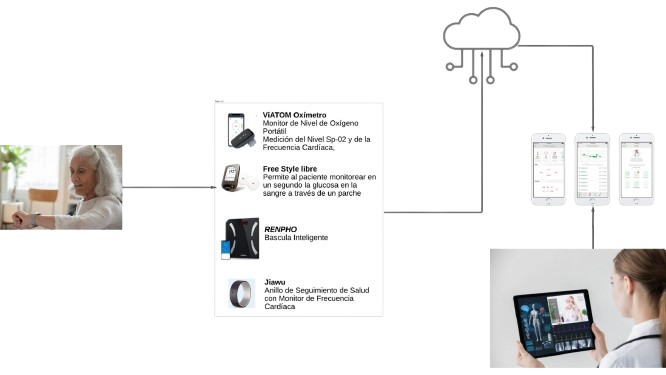 ViATOM Oxímetro
Monitor de Nivel de Oxígeno
Portátil
Medición del Nivel Sp-02 y de la
Frecuencia Cardíaca,
Free Style libre
Permite al paciente monitorear en
un segundo la glucosa en la
sangre a través de un parche
RENPHO
Bascula Inteligente
Jiawu
Anillo de Seguimiento de Salud
con Monitor de Frecuencia
Cardíaca